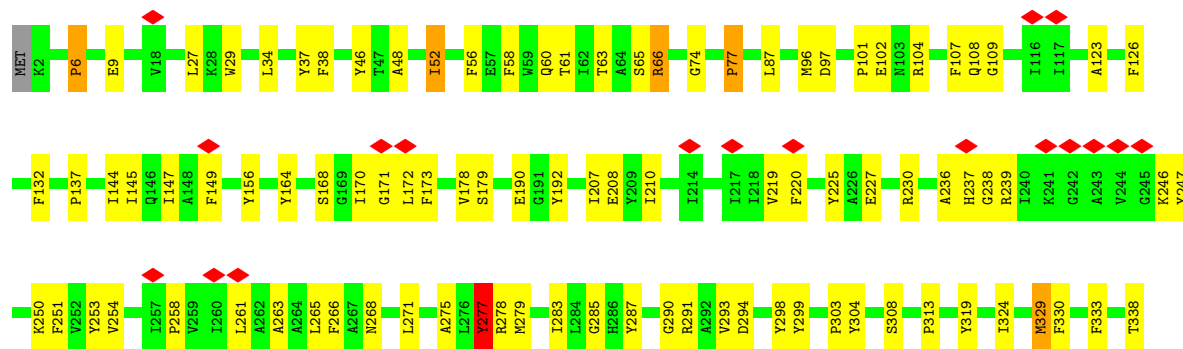 MET K2 P6 E9 V18 L27 K28 W29 L34 Y37 F38 Y46 T47 A48 I52 F56 E57 F58 W59 Q60 T61 I62 T63 A64 S65 R66 G74 P77 L87 M96 D97 P101 E102 N103 R104 F107 Q108 G109 I116 I117 A123 F126
F132 P137 I144 I145 Q146 I147 A148 F149 Y156 Y164 S168 G169 I170 G171 L172 F173 V178 S179 E190 G191 Y192 I207 E208 Y209 I210 I214 I217 I218 V219 F220 Y225 A226 E227 R230 A236 H237 G238 R239 I240 K241 G242 A243 V244 G245 K246 Y247
K250 F251 V252 Y253 V254 I257 P258 V259 I260 L261 A262 A263 A264 L265 F266 A267 N268 L271 A275 L276 Y277 R278 M279 I283 L284 G285 H286 Y287 G290 R291 A292 V293 D294 Y298 Y299 P303 Y304 S308 P313 Y319 I324 M329 F330 F333 T338